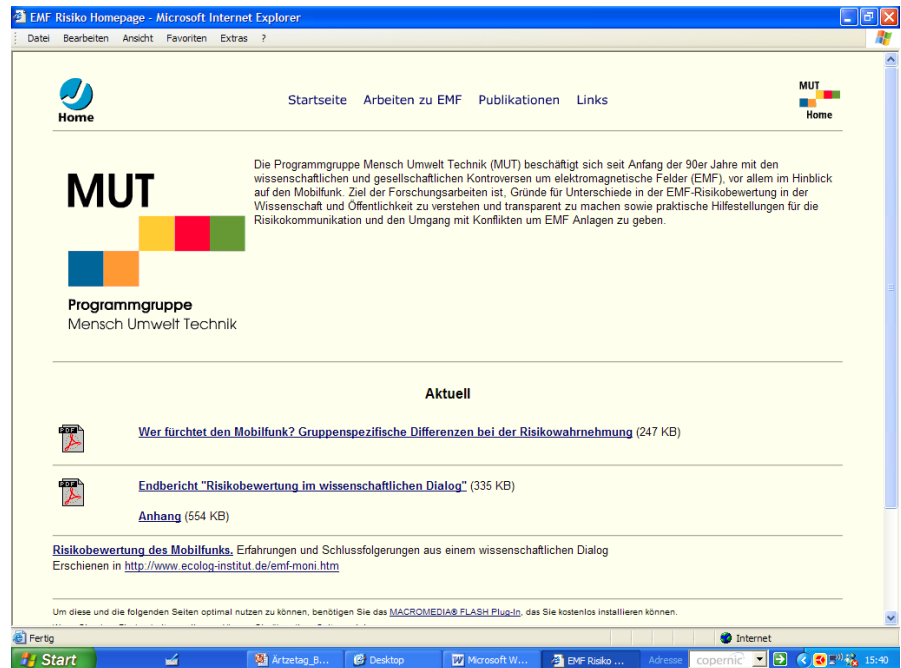 EMF Risiko Homepage - Microsoft Internet Explorer
Datei Bearbeiten Ansicht Favoriten Extras ?
Home
Startseite Arbeiten zu EMF Publikationen Links
MUT
Home
MUT
Programmgruppe
Mensch Umwelt Technik
Die Programmgruppe Mensch Umwelt Technik (MUT) beschäftigt sich seit Anfang der 90er Jahre mit den
wissenschaftlichen und gesellschaftlichen Kontroversen um elektromagnetische Felder (EMF), vor allem im Hinblick
auf den Mobilfunk. Ziel der Forschungsarbeiten ist, Gründe für Unterschiede in der EMF-Risikobewertung in der
Wissenschaft und Öffentlichkeit zu verstehen und transparent zu machen sowie praktische Hilfestellungen für die
Risikokommunikation und den Umgang mit Konflikten um EMF Anlagen zu geben.
Aktuell
PDF
Wer fürchtet den Mobilfunk? Gruppenspezifische Differenzen bei der Risikowahrnehmung (247 KB)
PDF
Endbericht "Risikobewertung im wissenschaftlichen Dialog" (335 KB)
Anhang (554 KB)
Risikobewertung des Mobilfunks. Erfahrungen und Schlussfolgerungen aus einem wissenschaftlichen Dialog
Erschienen in http://www.ecolog-institut.de/emf-moni.htm
Um diese und die folgenden Seiten optimal nutzen zu können, benötigen Sie das MACROMEDIA® FLASH Plug-In, das Sie kostenlos installieren können.
Fertig
Internet
Start
Ärtzetag_B...
Desktop
Microsoft W...
EMF Risiko ...
Adresse
copernic
15:40